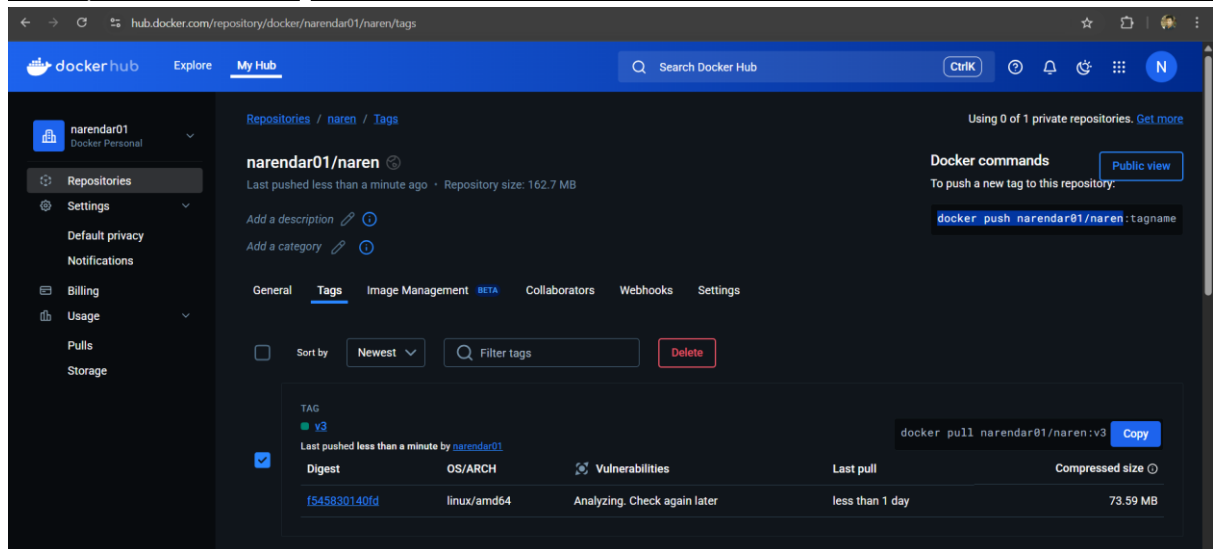 hub.docker.com/repository/docker/narendar01/naren/tags
dockerhub Explore My Hub Search Docker Hub CtrlK N
narendar01
Docker Personal
Repositories
Settings
Default privacy
Notifications
Billing
Usage
Pulls
Storage
Repositories / naren / Tags
Using 0 of 1 private repositories. Get more
narendar01/naren
Last pushed less than a minute ago • Repository size: 162.7 MB
Add a description
Add a category
Docker commands
Public view
To push a new tag to this repository:
docker push narendar01/naren:tagname
General Tags Image Management BETA Collaborators Webhooks Settings
Sort by Newest Filter tags Delete
TAG
v3
Last pushed less than a minute by narendar01
docker pull narendar01/naren:v3 Copy
Digest OS/ARCH Vulnerabilities Last pull Compressed size
f545830140fd linux/amd64 Analyzing. Check again later less than 1 day 73.59 MB